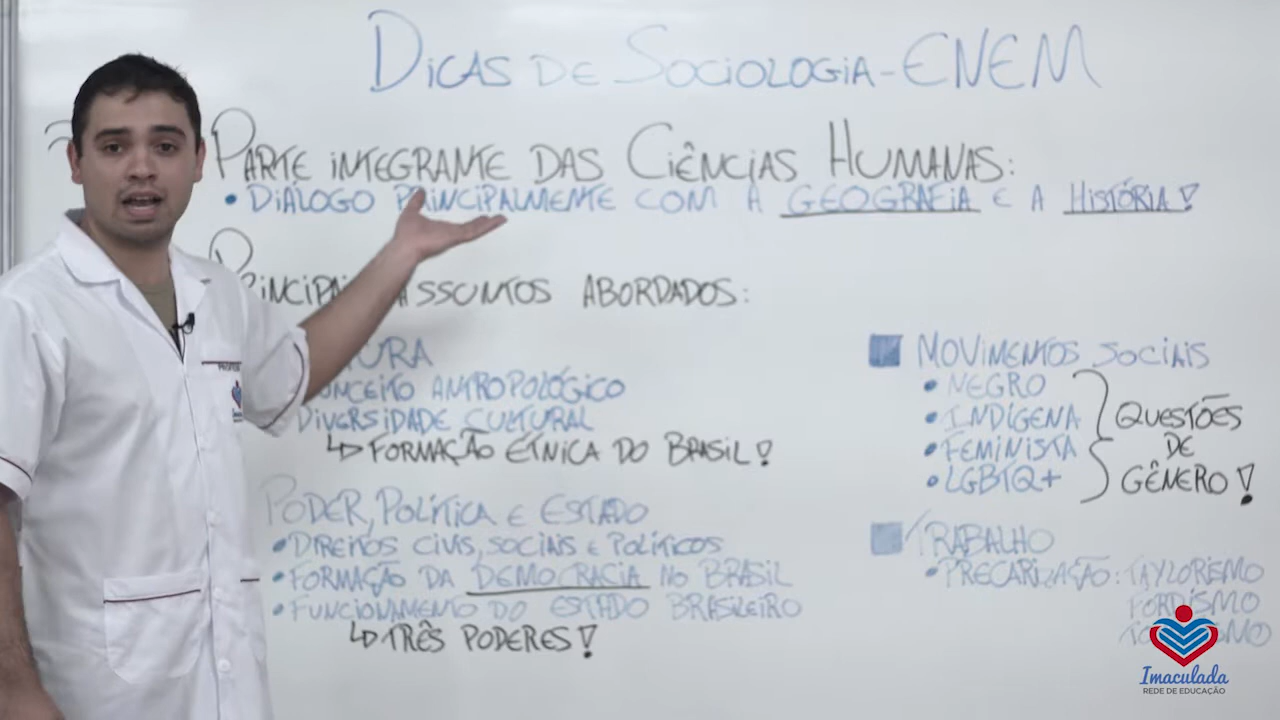 DICAS DE SOCIOLOGIA - ENEM
PARTE INTEGRANTE DAS CIÊNCIAS HUMANAS:
• DIÁLOGO PRINCIPALMENTE COM A GEOGRAFIA E A HISTÓRIA!
PRINCIPAIS ASSUNTOS ABORDADOS:
CONCEITO ANTROPOLÓGICO
DIVERSIDADE CULTURAL
↳ FORMAÇÃO ÉTNICA DO BRASIL!
PODER, POLÍTICA E ESTADO
• DIREITOS CIVIS, SOCIAIS E POLÍTICOS
• FORMAÇÃO DA DEMOCRACIA NO BRASIL
• FUNCIONAMENTO DO ESTADO BRASILEIRO
↳ TRÊS PODERES!
MOVIMENTOS SOCIAIS
• NEGRO
• INDÍGENA
• FEMINISTA
• LGBTQ+
QUESTÕES
DE
GÊNERO!
TRABALHO
• PRECARIZAÇÃO: TAYLORISMO
FORDISMO
Imaculada
REDE DE EDUCAÇÃO